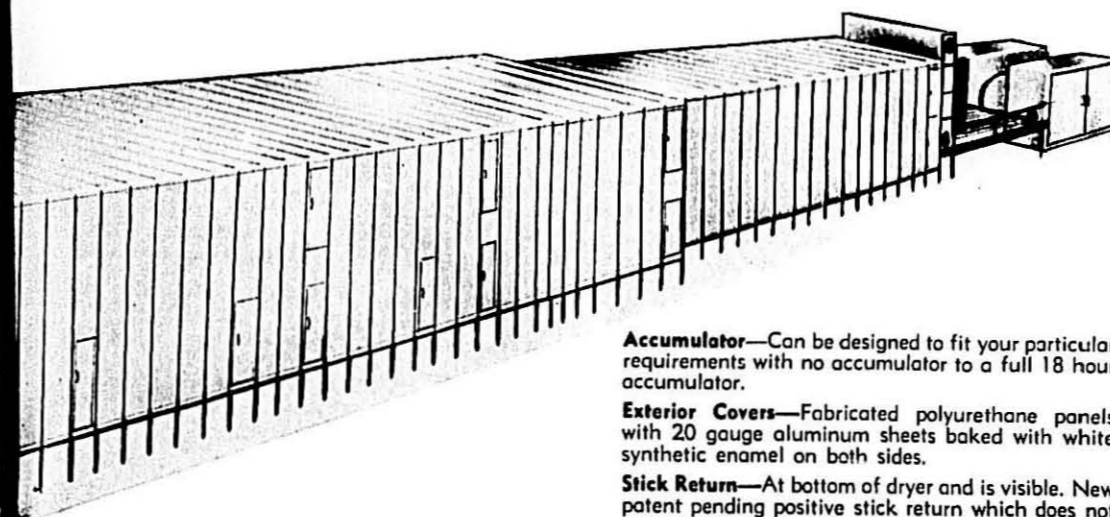 Accumulator—Can be designed to fit your particular
requirements with no accumulator to a full 18 hour
accumulator.
Exterior Covers—Fabricated polyurethane panels
with 20 gauge aluminum sheets baked with white
synthetic enamel on both sides.
Stick Return—At bottom of dryer and is visible. New
patent pending positive stick return which does not